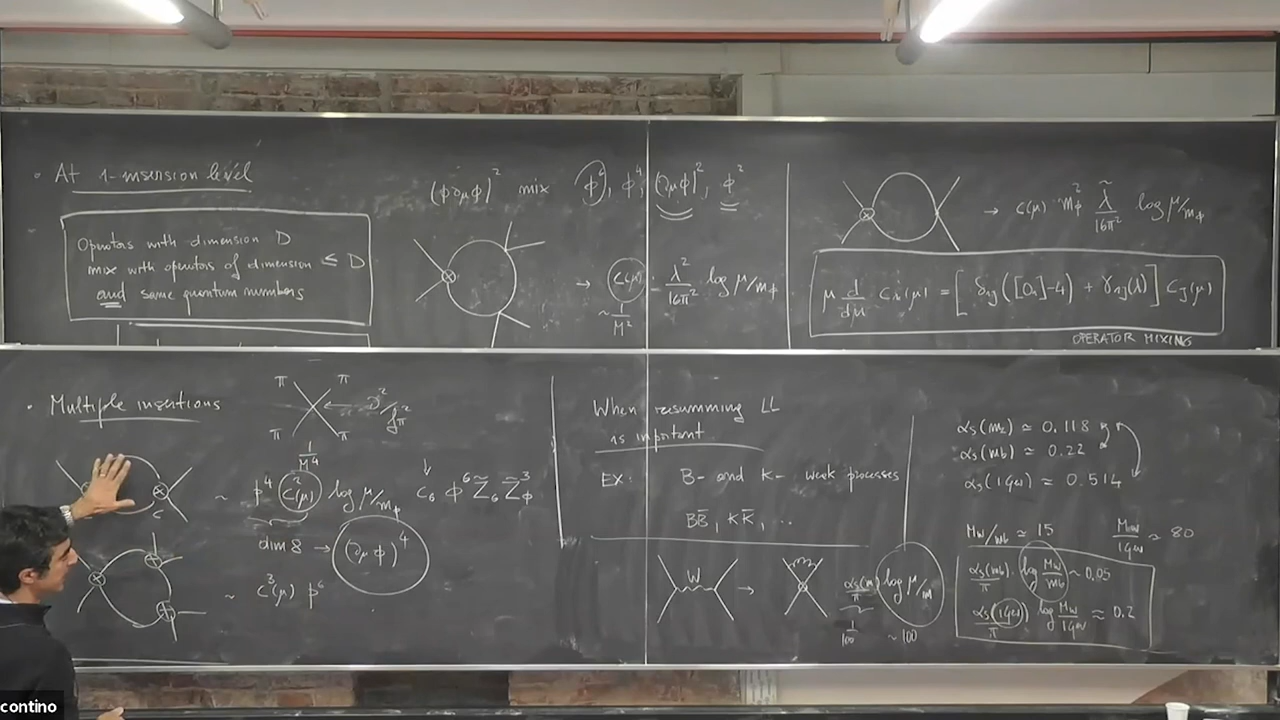 • At 1-insersion level
Operators with dimension D
mix with operators of dimension ≤ D
and same quantum numbers
(φ∂μφ)² mix φ⁶, φ⁴, (∂μφ)², φ²
→ c(μ) · λ²/16π² log μ/mφ
~ 1/M²
→ c(μ) mφ² λ̃/16π² log μ/mφ
μ d/dμ ci(μ) = [δij([Oi]-4) + γij(λ)] cj(μ)
OPERATOR MIXING
• Multiple insertions
π π
π π
← p²/fπ²
1/M⁴
c
~ p⁴ c²(μ) log μ/mφ
c₆ φ⁶ Z̃₆ Z̃φ³
dim 8 → (∂μφ)⁴
~ c³(μ) p⁶
When resumming LL
is important
EX: B- and K- weak processes
BB̄, KK̄, ...
W →
log μ/m
1/100 ~100
αs(mz) ≃ 0.118
αs(mb) ≃ 0.22
αs(1GeV) ≃ 0.514
Mw/mb ≃ 15
Mw/1GeV ≃ 80
αs(mb)/π · log Mw/mb ~ 0,05
αs(1GeV)/π log Mw/1GeV ≈ 0.2
contino